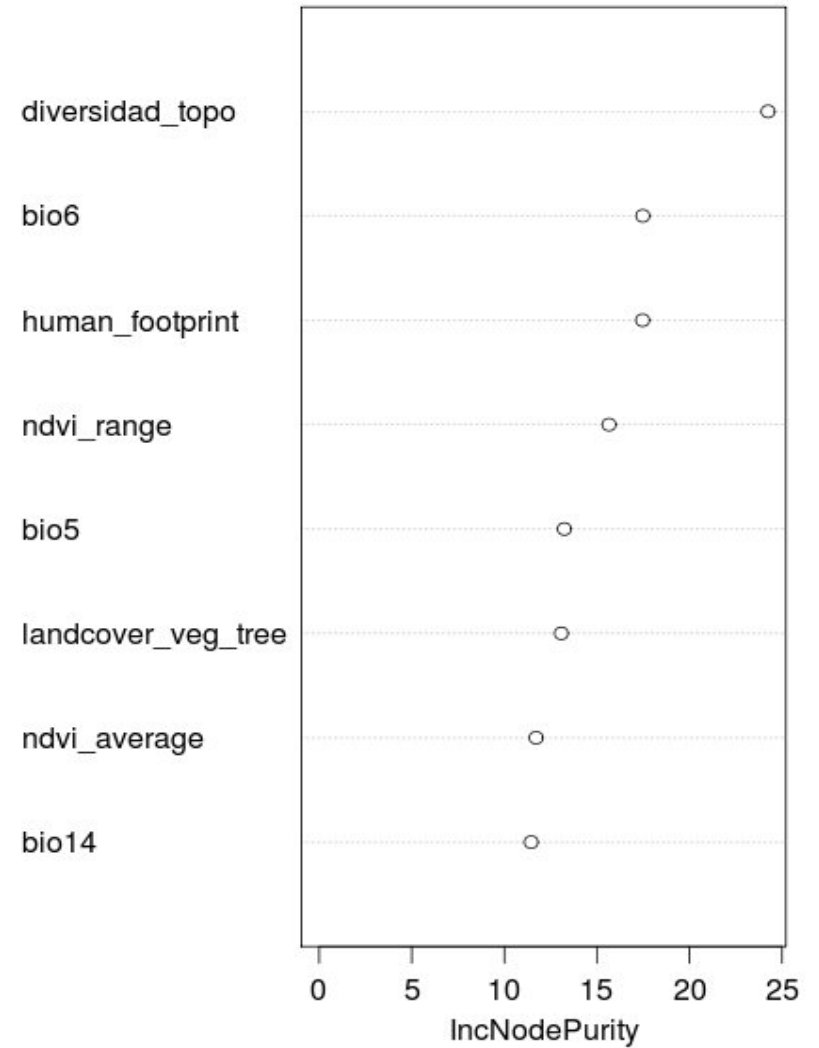 diversidad_topo
bio6
human_footprint
ndvi_range
bio5
landcover_veg_tree
ndvi_average
bio14
0 5 10 15 20 25
IncNodePurity